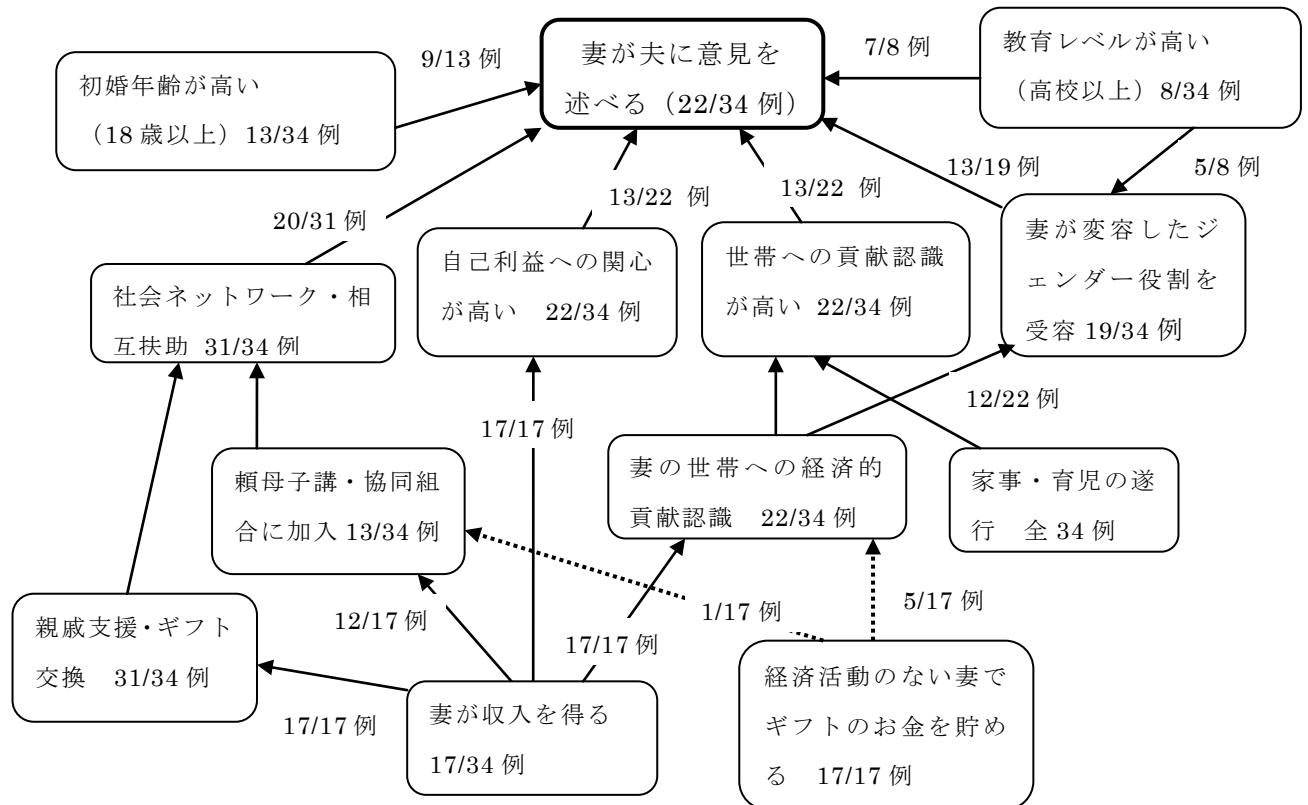 妻が夫に意見を
述べる（22/34 例）
9/13 例
7/8 例
初婚年齢が高い
（18 歳以上）13/34 例
教育レベルが高い
（高校以上）8/34 例
13/19 例
5/8 例
20/31 例
13/22 例
13/22 例
社会ネットワーク・相
互扶助 31/34 例
自己利益への関心
が高い 22/34 例
世帯への貢献認識
が高い 22/34 例
妻が変容したジ
ェンダー役割を
受容 19/34 例
17/17 例
12/22 例
頼母子講・協同組
合に加入 13/34 例
妻の世帯への経済的
貢献認識 22/34 例
家事・育児の遂
行 全 34 例
12/17 例
17/17 例
1/17 例
5/17 例
親戚支援・ギフト
交換 31/34 例
17/17 例
妻が収入を得る
17/34 例
経済活動のない妻で
ギフトのお金を貯め
る 17/17 例